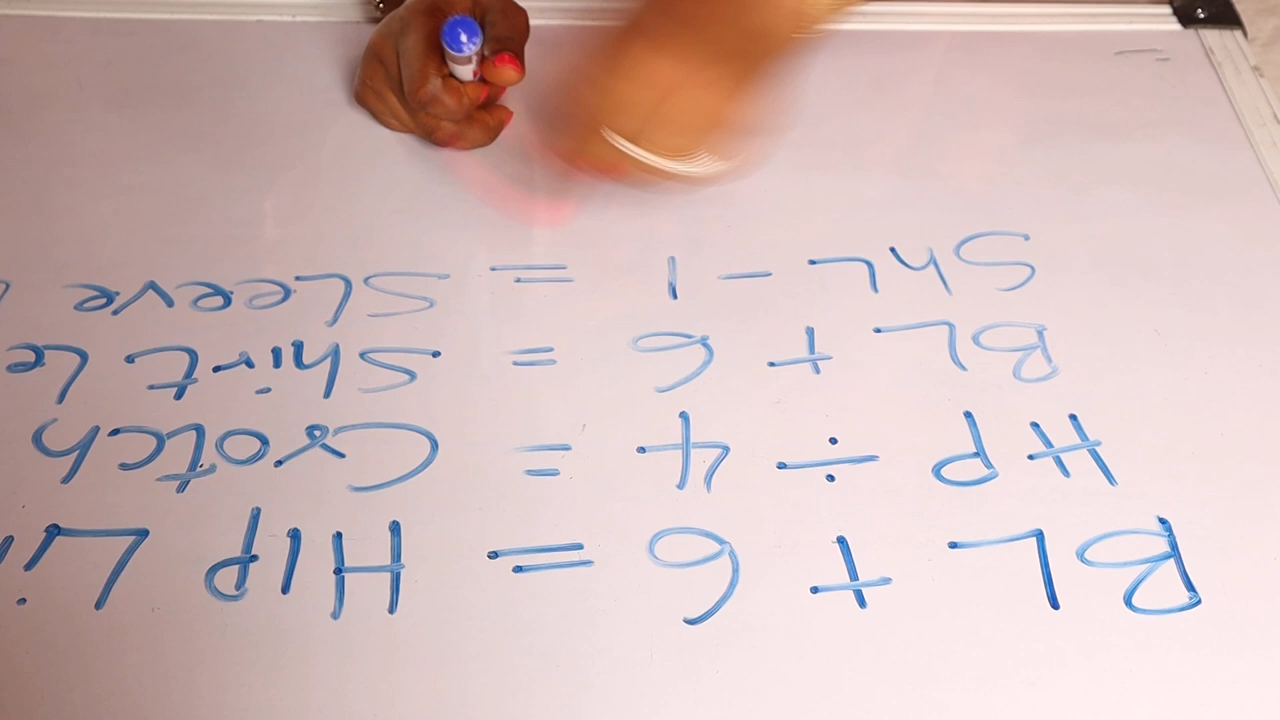 BL + 6 = HIP Li
HP ÷ 4 = Crotch
BL + 6 = Shirt Le
ShL - 1 = SLeeve